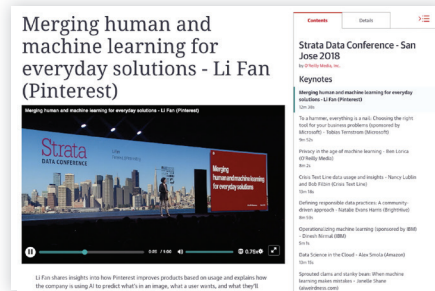 Merging human and
machine learning for
everyday solutions - Li Fan
(Pinterest)
Merging human and machine learning for everyday solutions - Li Fan (Pinterest)
Strata
DATA CONFERENCE
Merging
human and machine learning
for everyday solutions
0.75x
Li Fan shares insights into how Pinterest improves products based on usage and explains how
the company is using AI to predict what's in an image, what a user wants, and what they'll
Contents
Detail
Strata Data Conference - San
Jose 2018
by O'Reilly Media, Inc.
Keynotes
Merging human and machine learning for everyday
solutions - Li Fan (Pinterest)
To a hammer, everything is a nail. Choosing the right
tool for your business problems (sponsored by
Microsoft) - Tobias Ternstrom (Microsoft)
Privacy in the age of machine learning - Ben Lorica
(O'Reilly Media)
Crisis Text Line data usage and insights - Nancy Lublin
and Bob Filbin (Crisis Text Line)
Defining responsible data practices: A community-
driven approach - Natalie Evans Harris (BrightHive)
Operationalizing machine learning (sponsored by IBM)
- Dinesh Nirmal (IBM)
Data Science in the Cloud - Alex Smola (Amazon)
Sprouted clams and stanky bean: When machine
learning makes mistakes - Janelle Shane
(aiweirdness.com)